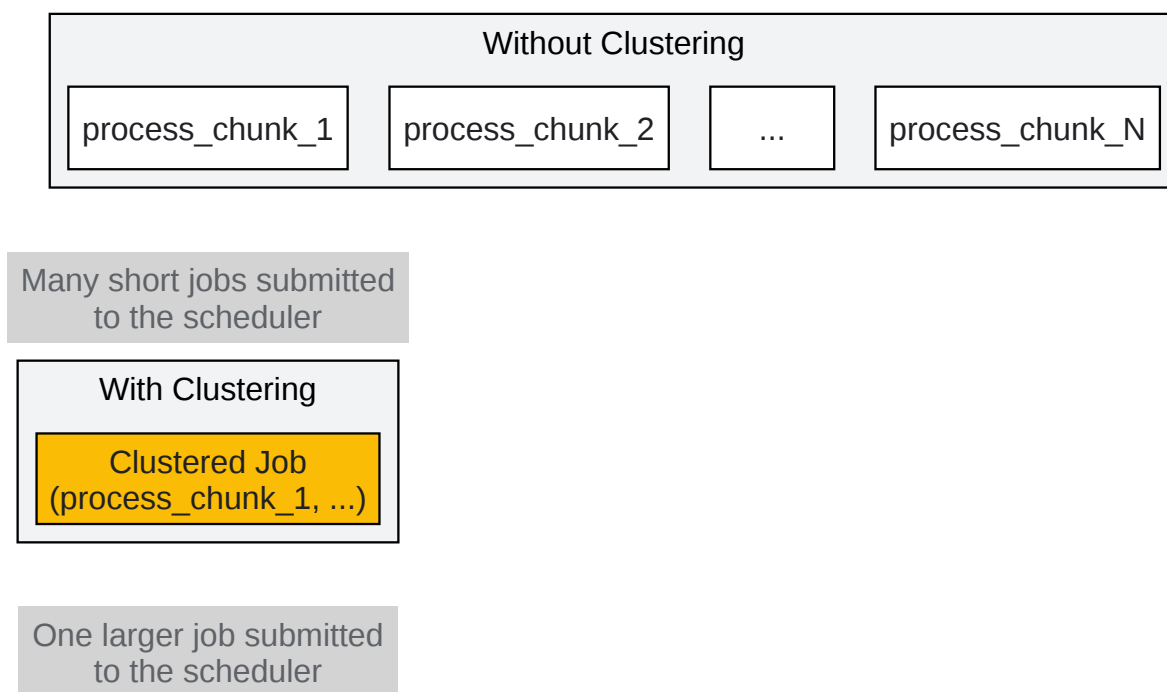 Without Clustering
process_chunk_1 process_chunk_2 ... process_chunk_N
Many short jobs submitted
to the scheduler
With Clustering
Clustered Job
(process_chunk_1, ...)
One larger job submitted
to the scheduler